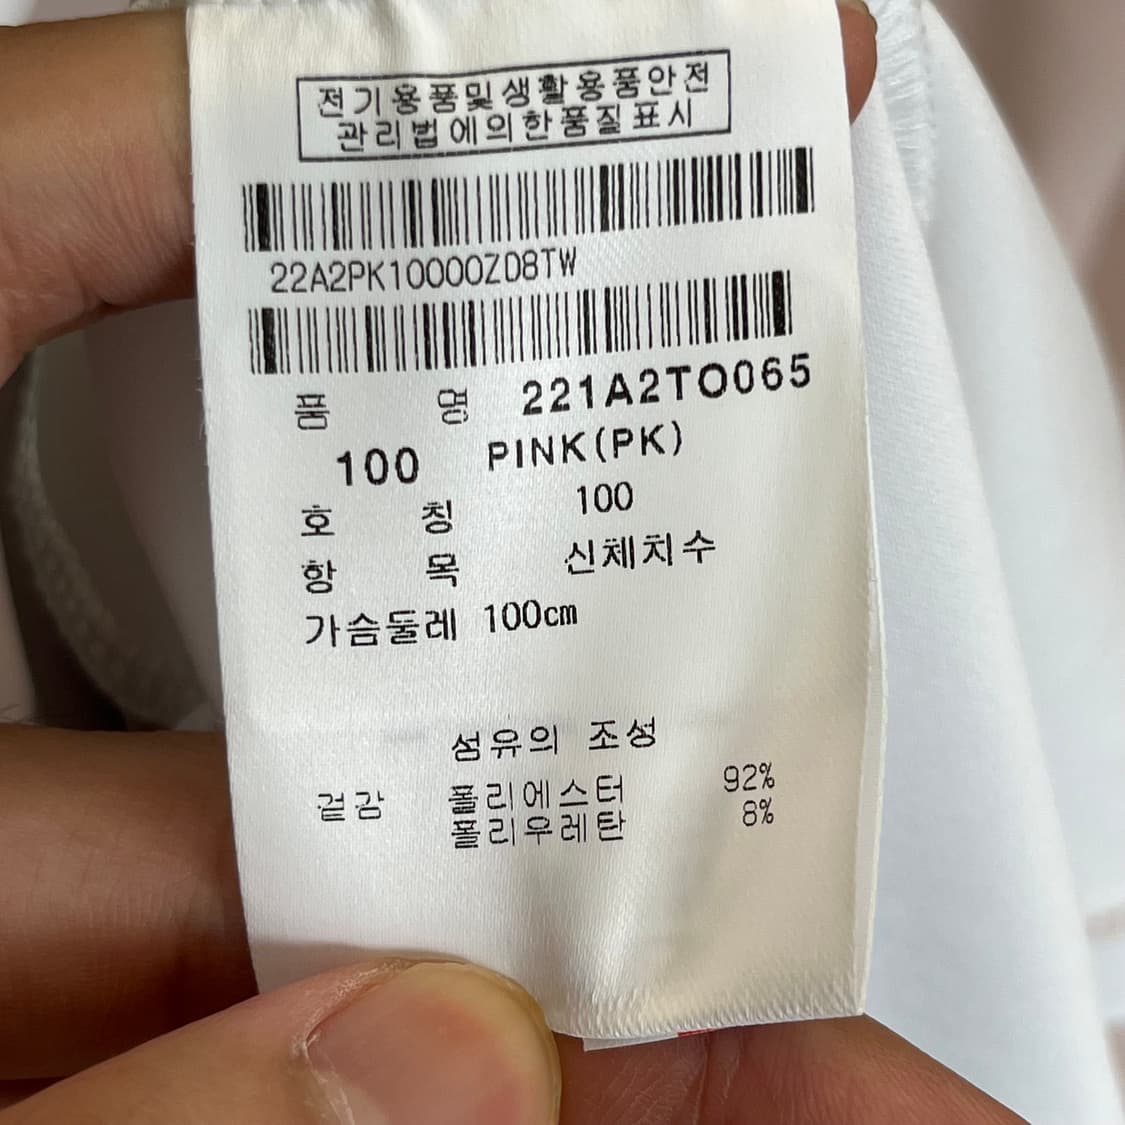 전기용품및생활용품안전
관리법에의한품질표시
22A2PK10000ZD8TW
품 명 221A2TO065
100 PINK(PK)
호 칭 100
항 목 신체치수
가슴둘레 100cm
섬유의 조성
겉감 폴리에스터 92%
폴리우레탄 8%